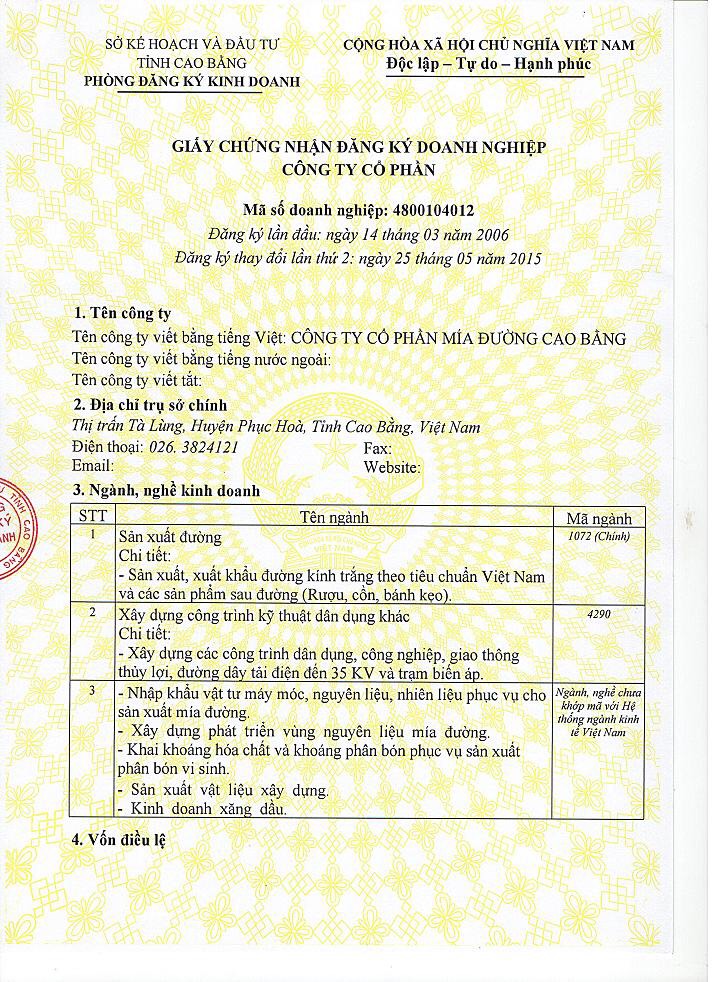 SỞ KẾ HOẠCH VÀ ĐẦU TƯ
TỈNH CAO BẰNG
PHÒNG ĐĂNG KÝ KINH DOANH
CỘNG HÒA XÃ HỘI CHỦ NGHĨA VIỆT NAM
Độc lập – Tự do – Hạnh phúc
GIẤY CHỨNG NHẬN ĐĂNG KÝ DOANH NGHIỆP
CÔNG TY CỔ PHẦN
Mã số doanh nghiệp: 4800104012
Đăng ký lần đầu: ngày 14 tháng 03 năm 2006
Đăng ký thay đổi lần thứ 2: ngày 25 tháng 05 năm 2015
1. Tên công ty
Tên công ty viết bằng tiếng Việt: CÔNG TY CỔ PHẦN MÍA ĐƯỜNG CAO BẰNG
Tên công ty viết bằng tiếng nước ngoài:
Tên công ty viết tắt:
2. Địa chỉ trụ sở chính
Thị trấn Tà Lùng, Huyện Phục Hoà, Tỉnh Cao Bằng, Việt Nam
Điện thoại: 026. 3824121 Fax:
Email: Website:
3. Ngành, nghề kinh doanh
STT Tên ngành Mã ngành
1 Sản xuất đường 1072 (Chính)
Chi tiết:
- Sản xuất, xuất khẩu đường kính trắng theo tiêu chuẩn Việt Nam
và các sản phẩm sau đường (Rượu, cồn, bánh kẹo).
2 Xây dựng công trình kỹ thuật dân dụng khác 4290
Chi tiết:
- Xây dựng các công trình dân dụng, công nghiệp, giao thông
thủy lợi, đường dây tải điện đến 35 KV và trạm biến áp.
3 - Nhập khẩu vật tư máy móc, nguyên liệu, nhiên liệu phục vụ cho
sản xuất mía đường.
- Xây dựng phát triển vùng nguyên liệu mía đường.
- Khai khoáng hóa chất và khoáng phân bón phục vụ sản xuất
phân bón vi sinh.
- Sản xuất vật liệu xây dựng.
- Kinh doanh xăng dầu.
Ngành, nghề chưa
khớp mã với Hệ
thống ngành kinh
tế Việt Nam
4. Vốn điều lệ
TỈNH CAO BẰNG
VIỆT NAM